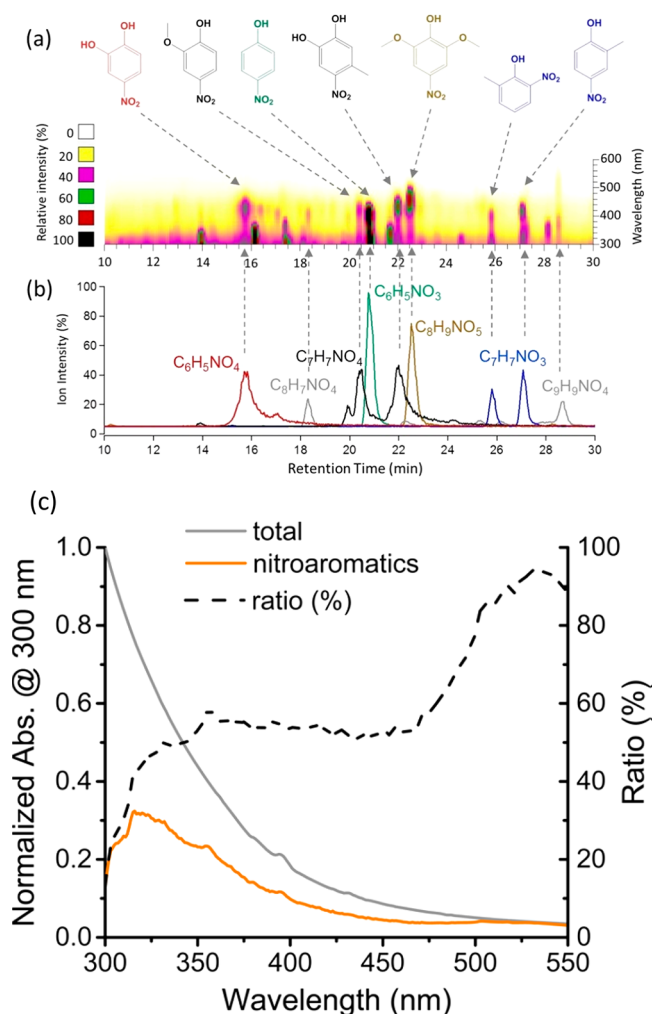 (a)
OH
HO
OH
NO₂
O
OH
NO₂
OH
NO₂
HO
OH
NO₂
O
OH
O
NO₂
OH
NO₂
OH
NO₂
Relative intensity (%)
0
20
40
60
80
100
600
500
400
300
Wavelength (nm)
10 12 14 16 18 20 22 24 26 28 30
(b)
Ion Intensity (%)
100
80
60
40
20
0
C₆H₅NO₄
C₈H₇NO₄
C₇H₇NO₄
C₆H₅NO₃
C₈H₉NO₅
C₇H₇NO₃
C₉H₉NO₄
10 12 14 16 18 20 22 24 26 28 30
Retention Time (min)
(c)
total
nitroaromatics
ratio (%)
Normalized Abs. @ 300 nm
1.0
0.8
0.6
0.4
0.2
0.0
100
80
60
40
20
0
Ratio (%)
300 350 400 450 500 550
Wavelength (nm)